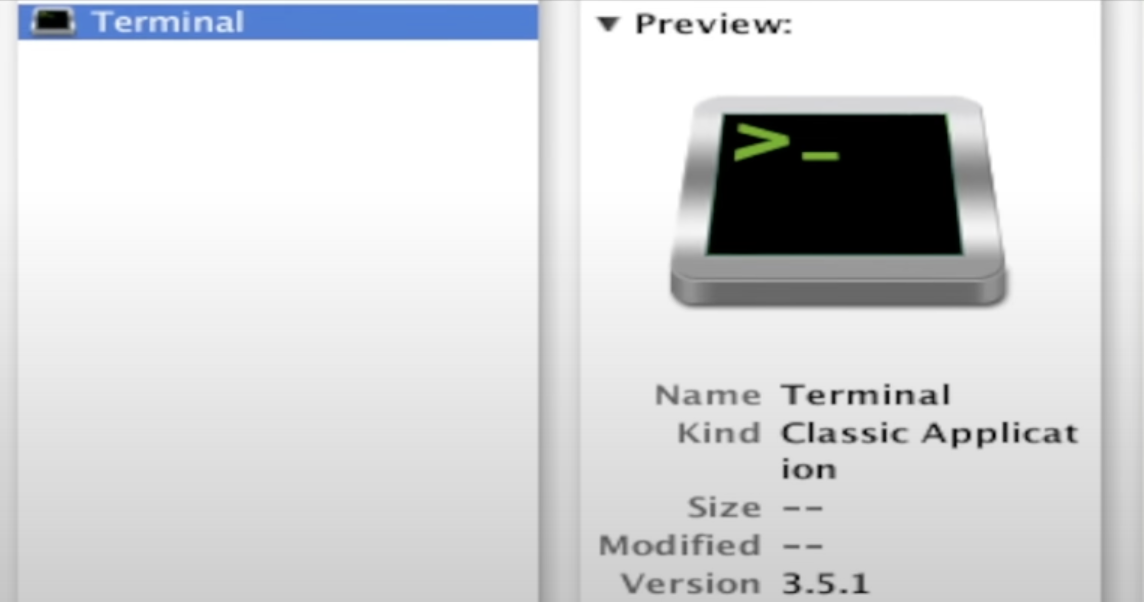 Terminal
Preview:
>_
Name Terminal
Kind Classic Applicat
ion
Size --
Modified --
Version 3.5.1